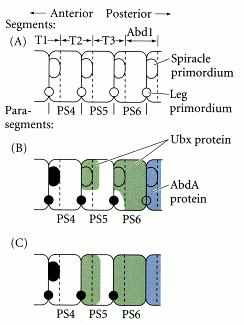 ← Anterior Posterior →
Segments: Abd1
(A) T1 T2 T3
Spiracle
primordium
Leg
primordium
Para-
segments:
PS4 PS5 PS6
Ubx protein
(B)
AbdA
protein
PS4 PS5 PS6
(C)
PS4 PS5 PS6